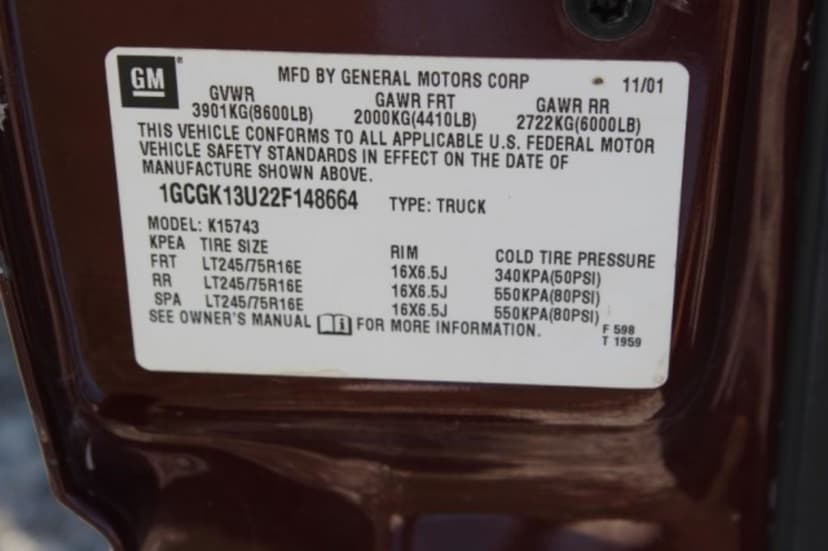 GM
MFD BY GENERAL MOTORS CORP 11/01
GVWR GAWR FRT GAWR RR
3901KG(8600LB) 2000KG(4410LB) 2722KG(6000LB)
THIS VEHICLE CONFORMS TO ALL APPLICABLE U.S. FEDERAL MOTOR
VEHICLE SAFETY STANDARDS IN EFFECT ON THE DATE OF
MANUFACTURE SHOWN ABOVE.
1GCGK13U22F148664 TYPE: TRUCK
MODEL: K15743
KPEA TIRE SIZE RIM COLD TIRE PRESSURE
FRT LT245/75R16E 16X6.5J 340KPA(50PSI)
RR LT245/75R16E 16X6.5J 550KPA(80PSI)
SPA LT245/75R16E 16X6.5J 550KPA(80PSI)
SEE OWNER'S MANUAL FOR MORE INFORMATION.
F 598
T 1959